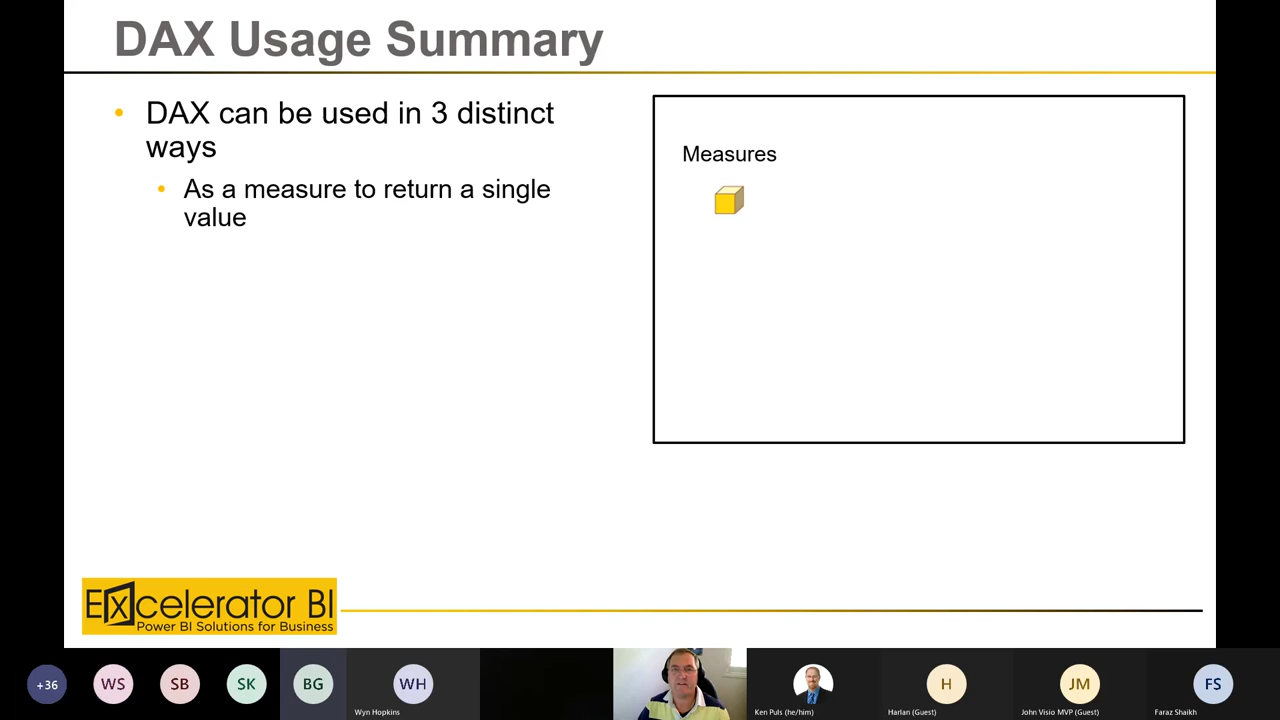 DAX Usage Summary
DAX can be used in 3 distinct
ways
As a measure to return a single
value
Measures
Excelerator BI
Power BI Solutions for Business
+36
WS
SB
SK
BG
WH
H
JM
FS
Wyn Hopkins
Ken Puls (he/him)
Harlan (Guest)
John Visio MVP (Guest)
Faraz Shaikh